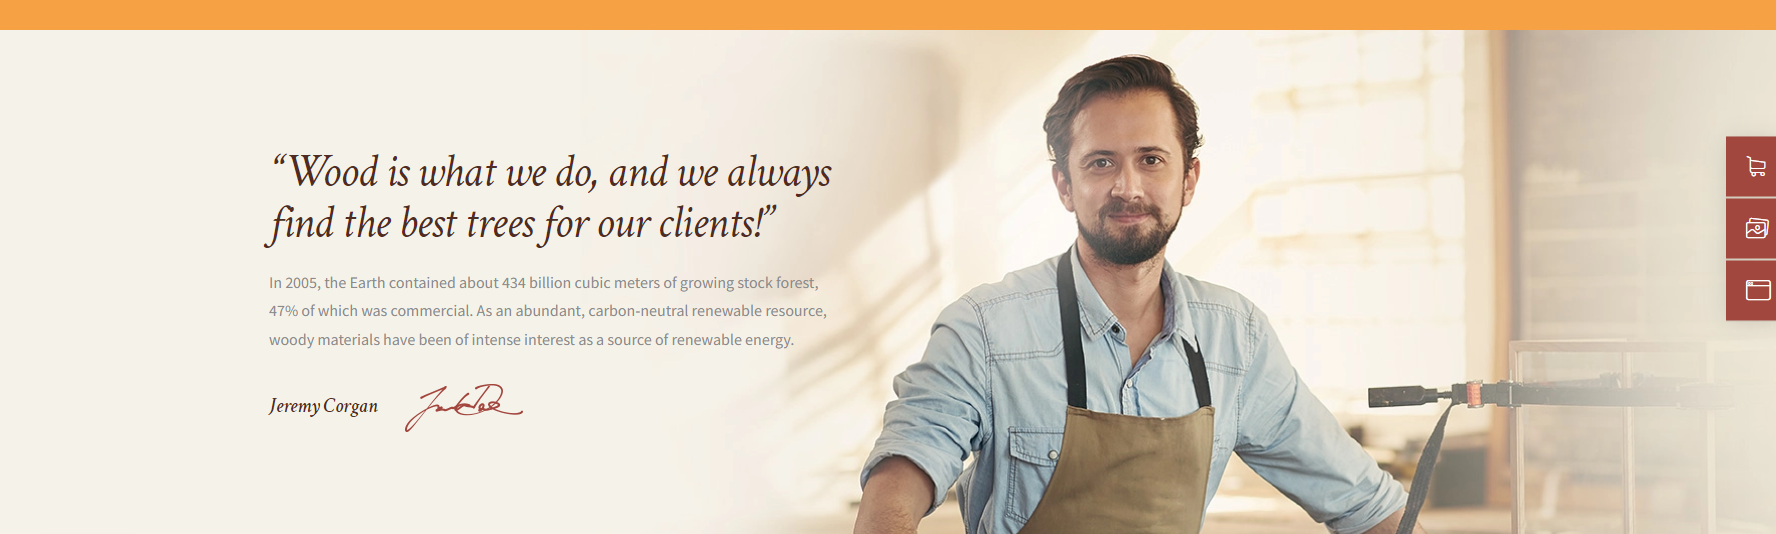 “Wood is what we do, and we always
find the best trees for our clients!”
In 2005, the Earth contained about 434 billion cubic meters of growing stock forest,
47% of which was commercial. As an abundant, carbon-neutral renewable resource,
woody materials have been of intense interest as a source of renewable energy.
Jeremy Corgan